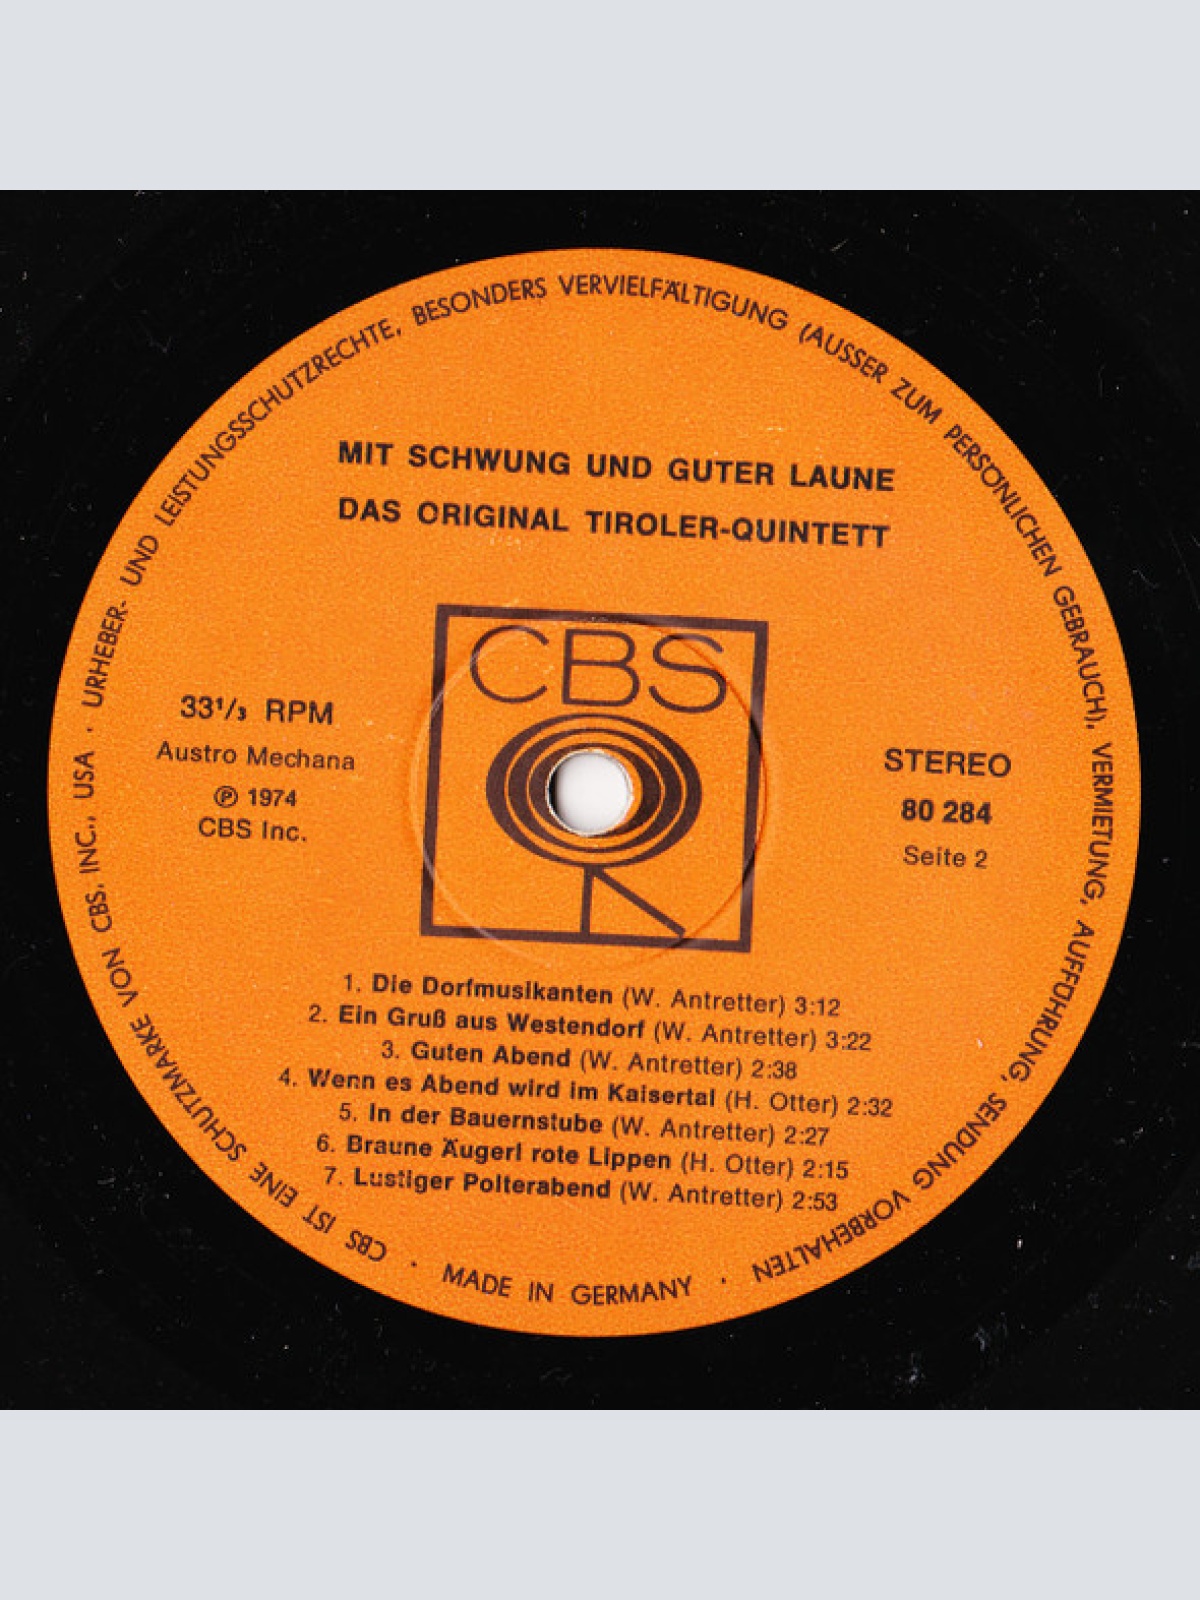 URHEBER- UND LEISTUNGSSCHUTZRECHTE, BESONDERS VERVIELFÄLTIGUNG (AUSSER ZUM PERSÖNLICHEN GEBRAUCH), VERMIETUNG, AUFFÜHRUNG, SENDUNG VORBEHALTEN
MIT SCHWUNG UND GUTER LAUNE
DAS ORIGINAL TIROLER-QUINTETT
CBS
33¹/₃ RPM
Austro Mechana
℗ 1974
CBS Inc.
STEREO
80 284
Seite 2
1. Die Dorfmusikanten (W. Antretter) 3:12
2. Ein Gruß aus Westendorf (W. Antretter) 3:22
3. Guten Abend (W. Antretter) 2:38
4. Wenn es Abend wird im Kaisertal (H. Otter) 2:32
5. In der Bauernstube (W. Antretter) 2:27
6. Braune Äugerl rote Lippen (H. Otter) 2:15
7. Lustiger Polterabend (W. Antretter) 2:53
· MADE IN GERMANY ·
CBS IST EINE SCHUTZMARKE VON CBS, INC., USA ·